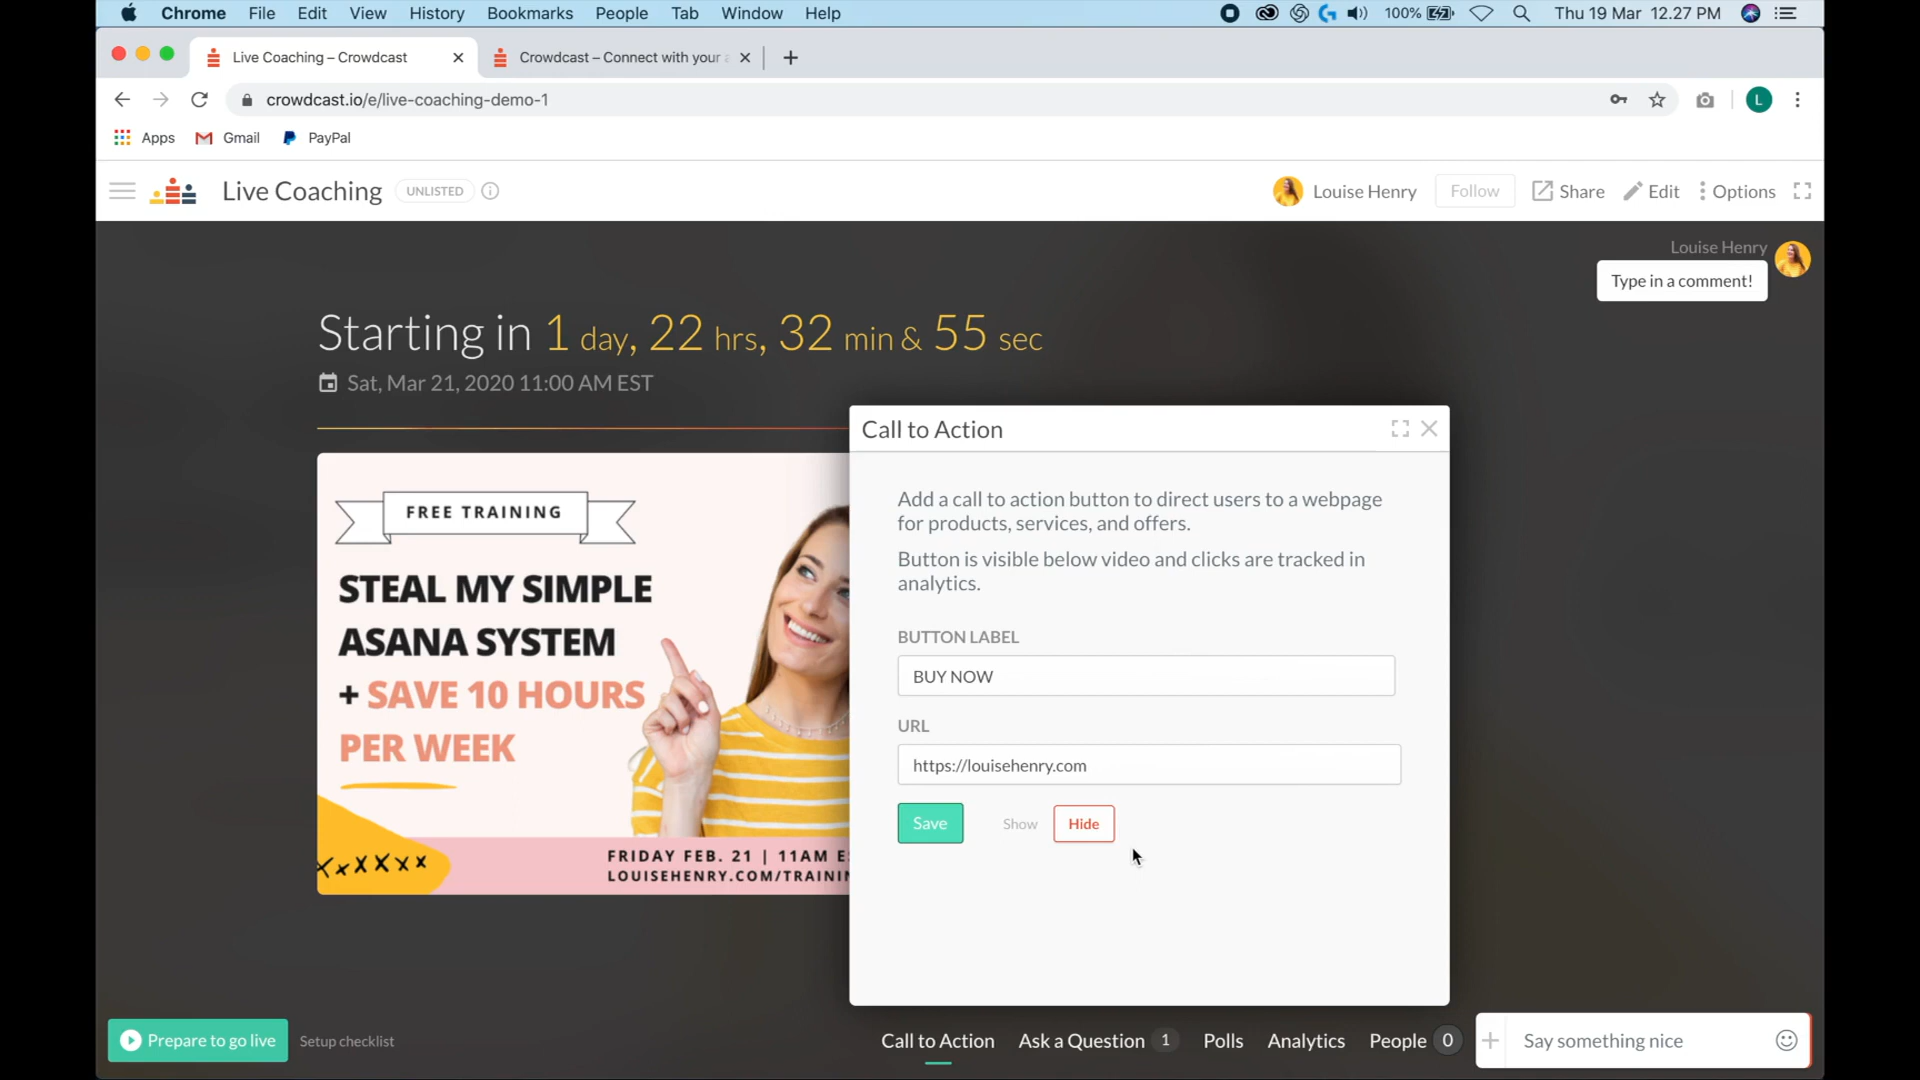 Chrome File Edit View History Bookmarks People Tab Window Help 100% Thu 19 Mar 12.27 PM
Live Coaching – Crowdcast Crowdcast – Connect with your
crowdcast.io/e/live-coaching-demo-1 L
Apps Gmail PayPal
Live Coaching UNLISTED Louise Henry Follow Share Edit Options
Louise Henry
Type in a comment!
Starting in 1 day, 22 hrs, 32 min & 55 sec
Sat, Mar 21, 2020 11:00 AM EST
FREE TRAINING
STEAL MY SIMPLE
ASANA SYSTEM
+ SAVE 10 HOURS
PER WEEK
FRIDAY FEB. 21 | 11AM
LOUISEHENRY.COM/TRAININ
Call to Action
Add a call to action button to direct users to a webpage
for products, services, and offers.
Button is visible below video and clicks are tracked in
analytics.
BUTTON LABEL
BUY NOW
URL
https://louisehenry.com
Save Show Hide
Prepare to go live Setup checklist Call to Action Ask a Question 1 Polls Analytics People 0 Say something nice